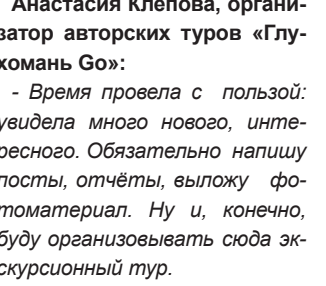 Анастасия Клепова, органи-
затор авторских туров «Глу-
хомань Go»:
- Время провела с пользой:
увидела много нового, инте-
ресного. Обязательно напишу
посты, отчёты, выложу фо-
томатериал. Ну и, конечно,
буду организовывать сюда эк-
скурсионный тур.